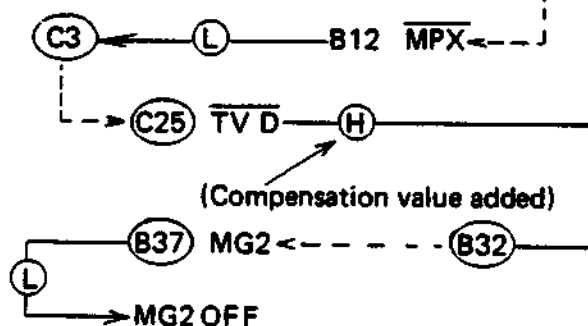 C3 L B12 MPX
C25 TV D H
(Compensation value added)
B37 MG2 B32
L
MG2 OFF